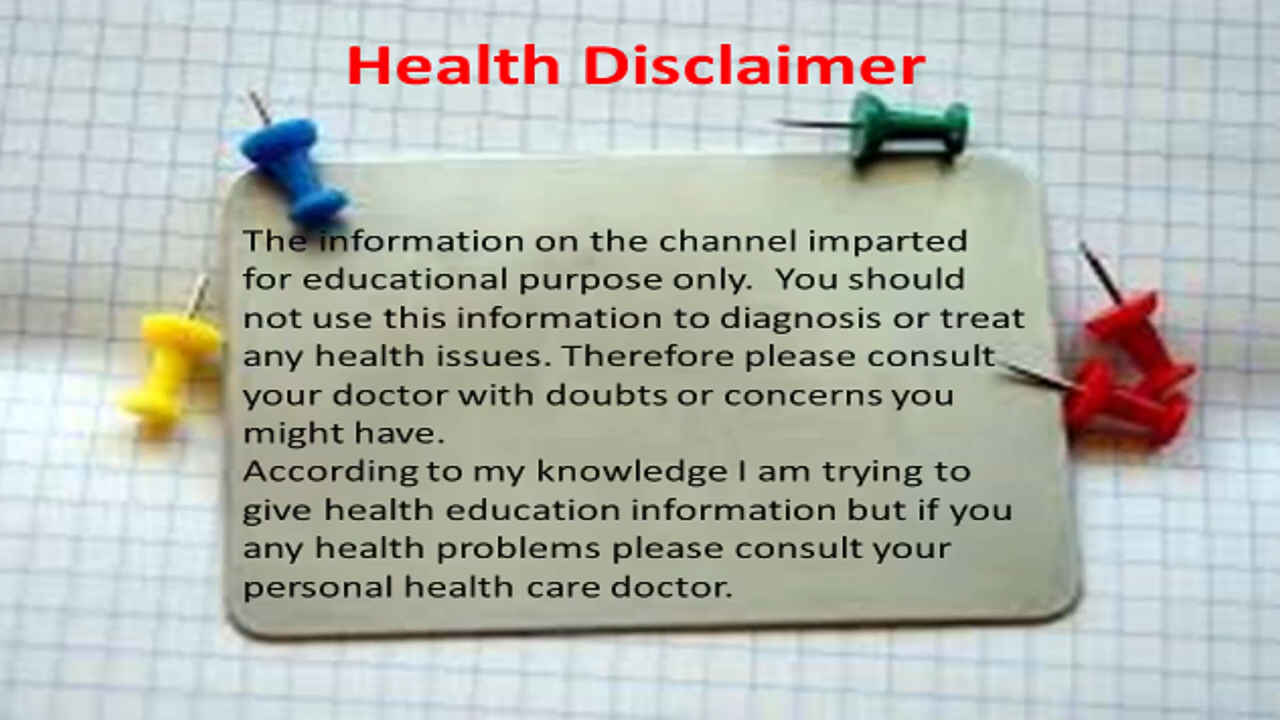 Health Disclaimer
The information on the channel imparted
for educational purpose only.  You should
not use this information to diagnosis or treat
any health issues. Therefore please consult
your doctor with doubts or concerns you
might have.
According to my knowledge I am trying to
give health education information but if you
any health problems please consult your
personal health care doctor.